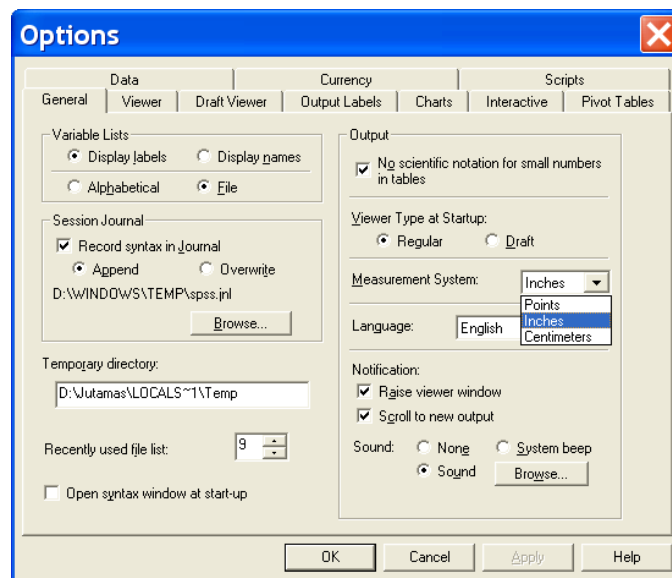 Options
Data Currency Scripts
General Viewer Draft Viewer Output Labels Charts Interactive Pivot Tables
Variable Lists
Display labels Display names
Alphabetical File
Session Journal
Record syntax in Journal
Append Overwrite
D:\WINDOWS\TEMP\spss.jnl
Browse...
Temporary directory:
D:\Jutamas\LOCALS~1\Temp
Recently used file list: 9
Open syntax window at start-up
Output
No scientific notation for small numbers
in tables
Viewer Type at Startup:
Regular Draft
Measurement System: Inches
Points
Inches
Centimeters
Language: English
Notification:
Raise viewer window
Scroll to new output
Sound: None System beep
Sound Browse...
OK Cancel Apply Help